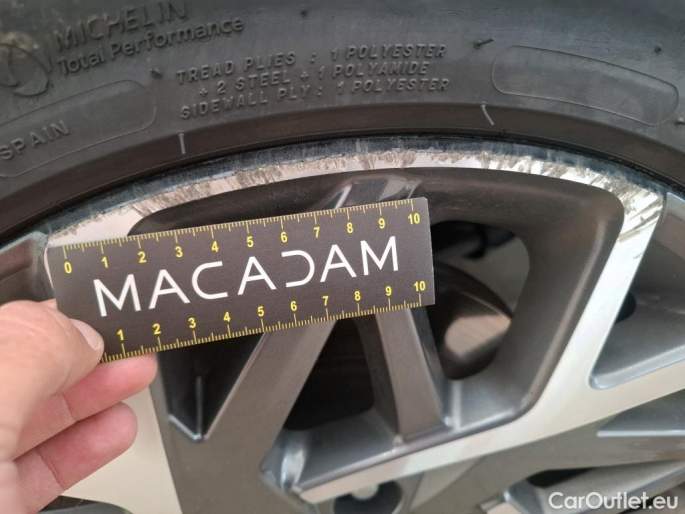 MICHELIN
Total Performance
TREAD PLIES : 1 POLYESTER
+ 2 STEEL + 1 POLYAMIDE
SIDEWALL PLY : 1 POLYESTER
SPAIN
0 1 2 3 4 5 6 7 8 9 10
MACADAM
1 2 3 4 5 6 7 8 9 10
CarOutlet.eu